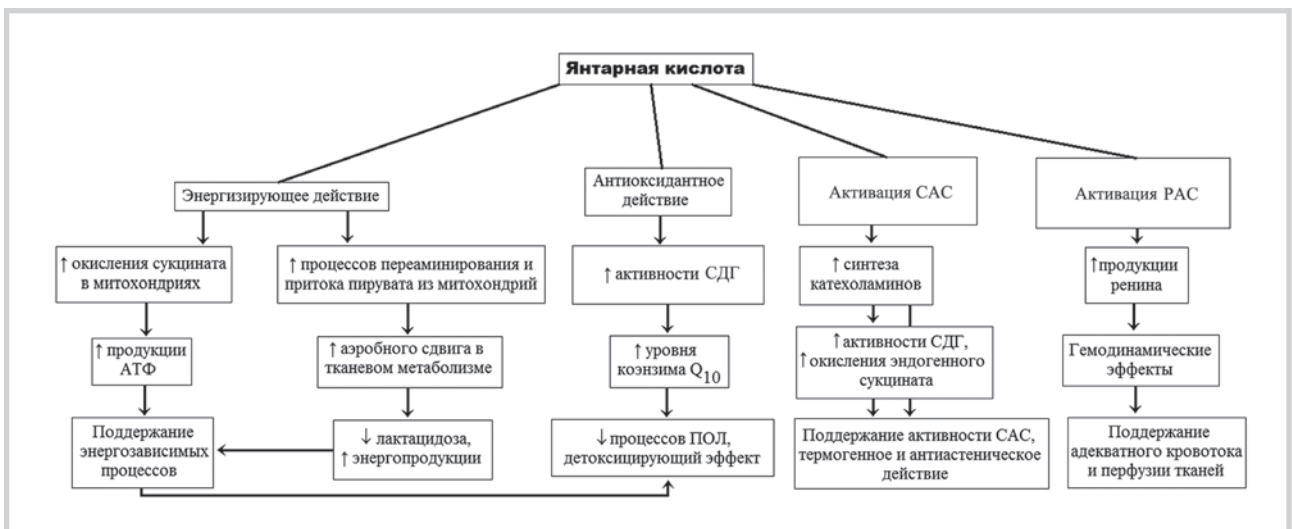 Янтарная кислота
Энергизирующее действие
Антиоксидантное
действие
Активация САС
Активация РАС
↑ окисления сукцината
в митохондриях
↑ процессов переаминирования и
притока пирувата из митохондрий
↑ активности СДГ
↑ синтеза
катехоламинов
↑продукции
ренина
↑ продукции
АТФ
↑ аэробного сдвига в
тканевом метаболизме
↑ уровня
коэнзима Q10
↑ активности СДГ,
↑ окисления эндогенного
сукцината
Гемодинамические
эффекты
Поддержание
энергозависимых
процессов
↓ лактацидоза,
↑ энергопродукции
↓ процессов ПОЛ,
детоксицирующий эффект
Поддержание активности САС,
термогенное и антиастеническое
действие
Поддержание
адекватного кровотока
и перфузии тканей